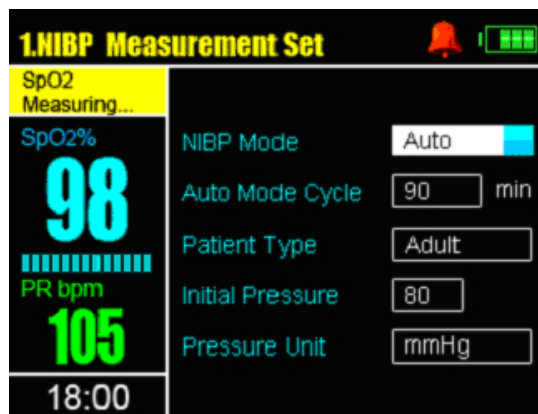 1.NIBP Measurement Set
SpO2
Measuring...
SpO2%
98
PR bpm
105
18:00
NIBP Mode Auto
Auto Mode Cycle 90 min
Patient Type Adult
Initial Pressure 80
Pressure Unit mmHg